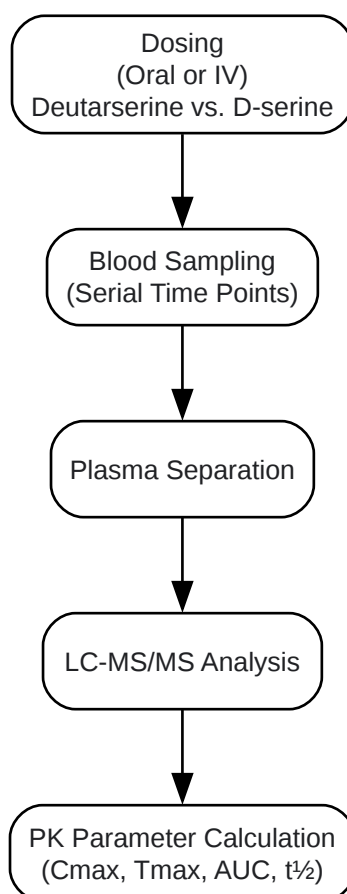 Dosing
(Oral or IV)
Deutarserine vs. D-serine
Blood Sampling
(Serial Time Points)
Plasma Separation
LC-MS/MS Analysis
PK Parameter Calculation
(Cmax, Tmax, AUC, t½)